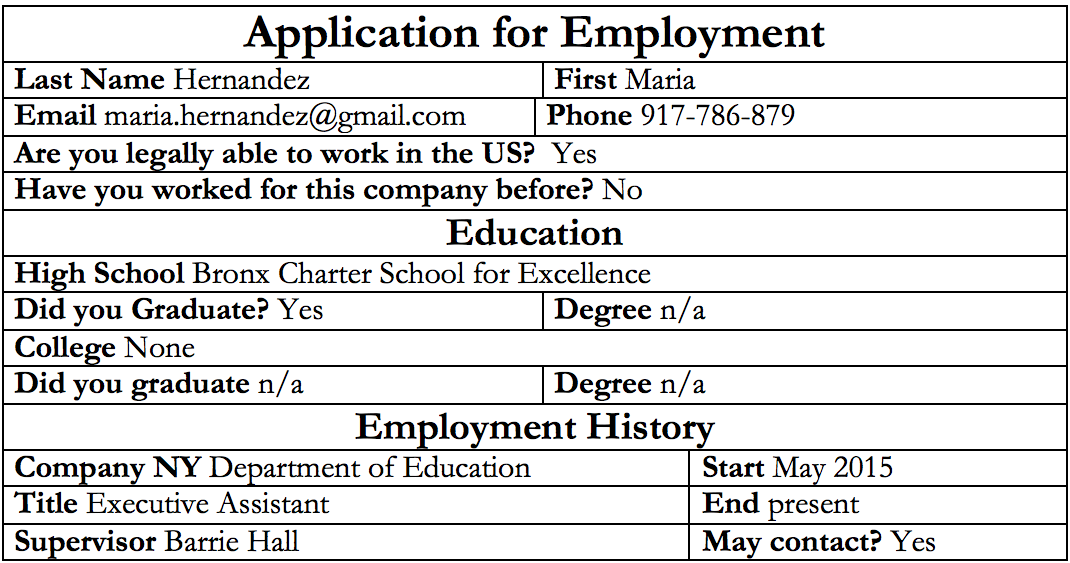 Application for Employment
Last Name Hernandez First Maria
Email maria.hernandez@gmail.com Phone 917-786-879
Are you legally able to work in the US? Yes
Have you worked for this company before? No
Education
High School Bronx Charter School for Excellence
Did you Graduate? Yes Degree n/a
College None
Did you graduate n/a Degree n/a
Employment History
Company NY Department of Education Start May 2015
Title Executive Assistant End present
Supervisor Barrie Hall May contact? Yes